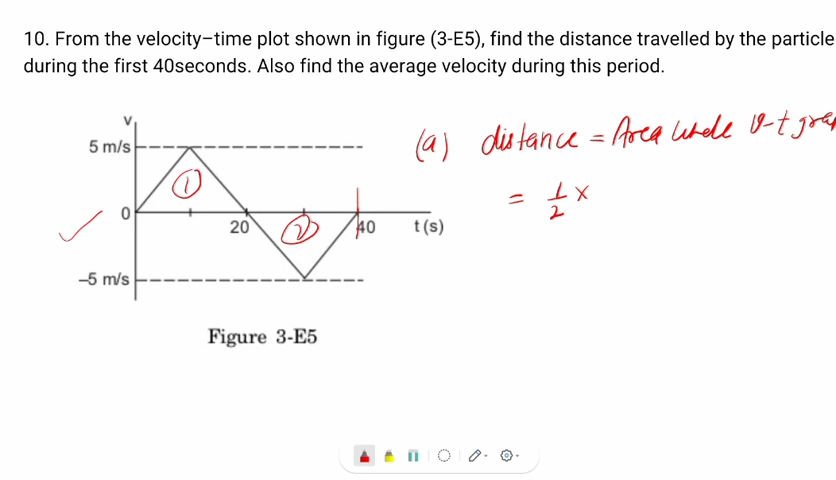 10. From the velocity–time plot shown in figure (3-E5), find the distance travelled by the particle
during the first 40seconds. Also find the average velocity during this period.
v
5 m/s
(a) distance = Area under v-t
①
= 1/2 x
0
20
②
40
t (s)
–5 m/s
Figure 3-E5